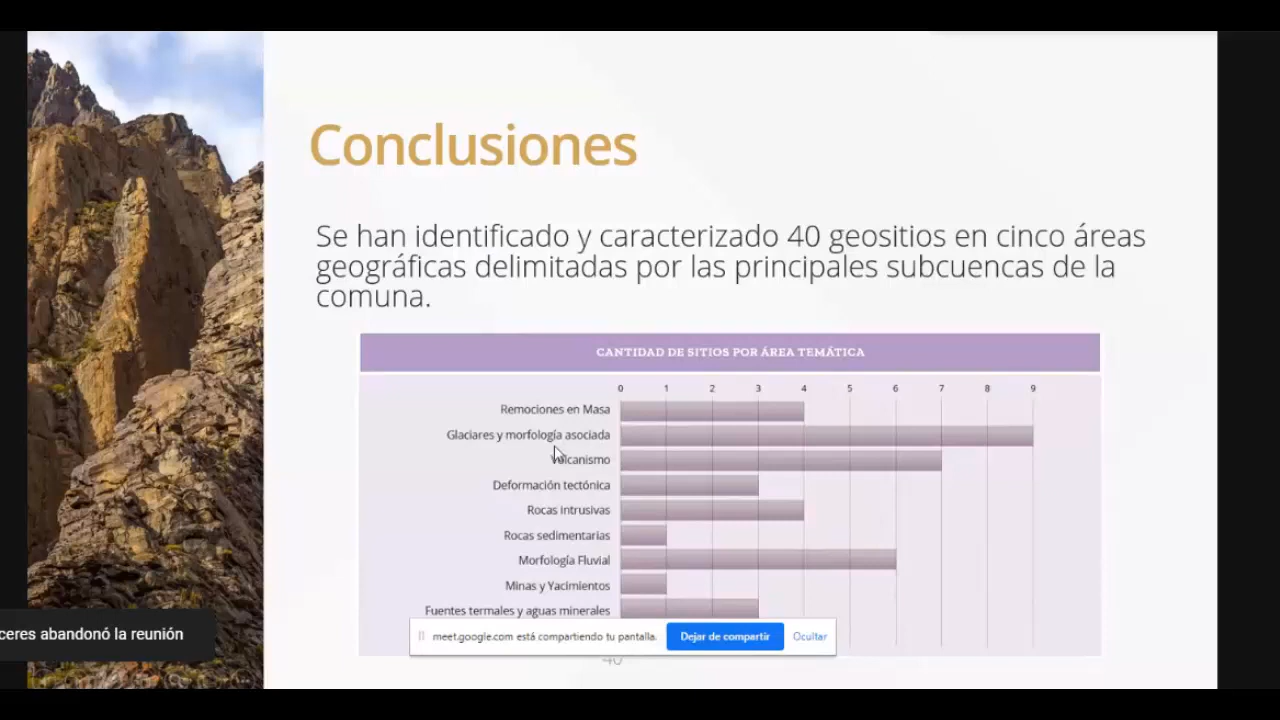 Conclusiones
Se han identificado y caracterizado 40 geositios en cinco áreas
geográficas delimitadas por las principales subcuencas de la
comuna.
CANTIDAD DE SITIOS POR ÁREA TEMÁTICA
0 1 2 3 4 5 6 7 8 9
Remociones en Masa
Glaciares y morfología asociada
Vulcanismo
Deformación tectónica
Rocas intrusivas
Rocas sedimentarias
Morfología Fluvial
Minas y Yacimientos
Fuentes termales y aguas minerales
ceres abandonó la reunión
meet.google.com está compartiendo tu pantalla.
Dejar de compartir
Ocultar